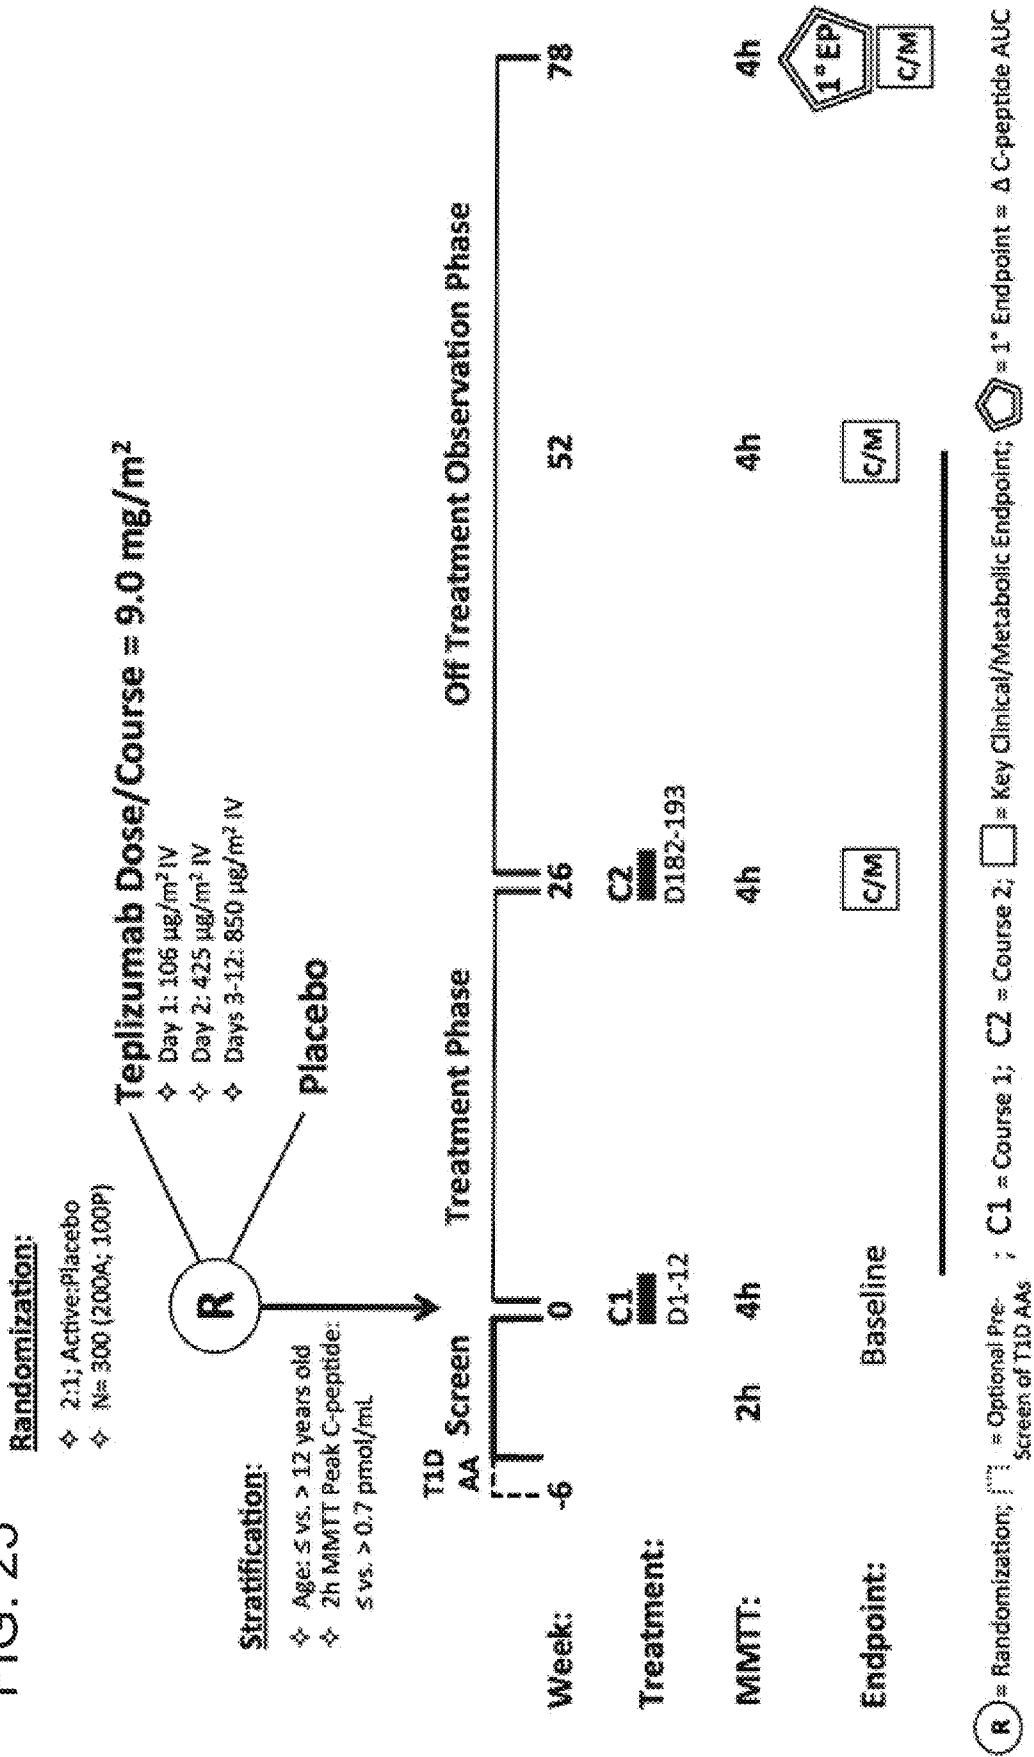 FIG. 25
Randomization:
✧ 2:1; Active:Placebo
✧ N= 300 (200A; 100P)
Teplizumab Dose/Course = 9.0 mg/m²
✧ Day 1: 106 µg/m² IV
✧ Day 2: 425 µg/m² IV
✧ Days 3-12: 850 µg/m² IV
R
Placebo
Stratification:
✧ Age: ≤ vs. > 12 years old
✧ 2h MMTT Peak C-peptide:
≤ vs. > 0.7 pmol/mL
T1D
AA Screen Treatment Phase Off Treatment Observation Phase
Week: -6 0 26 52 78
Treatment: C1 C2
D1-12 D182-193
MMTT: 2h 4h 4h 4h 4h
Endpoint: Baseline C/M C/M 1° EP
C/M
R = Randomization; = Optional Pre- ; C1 = Course 1; C2 = Course 2; = Key Clinical/Metabolic Endpoint; = 1° Endpoint = Δ C-peptide AUC
Screen of T1D AAs